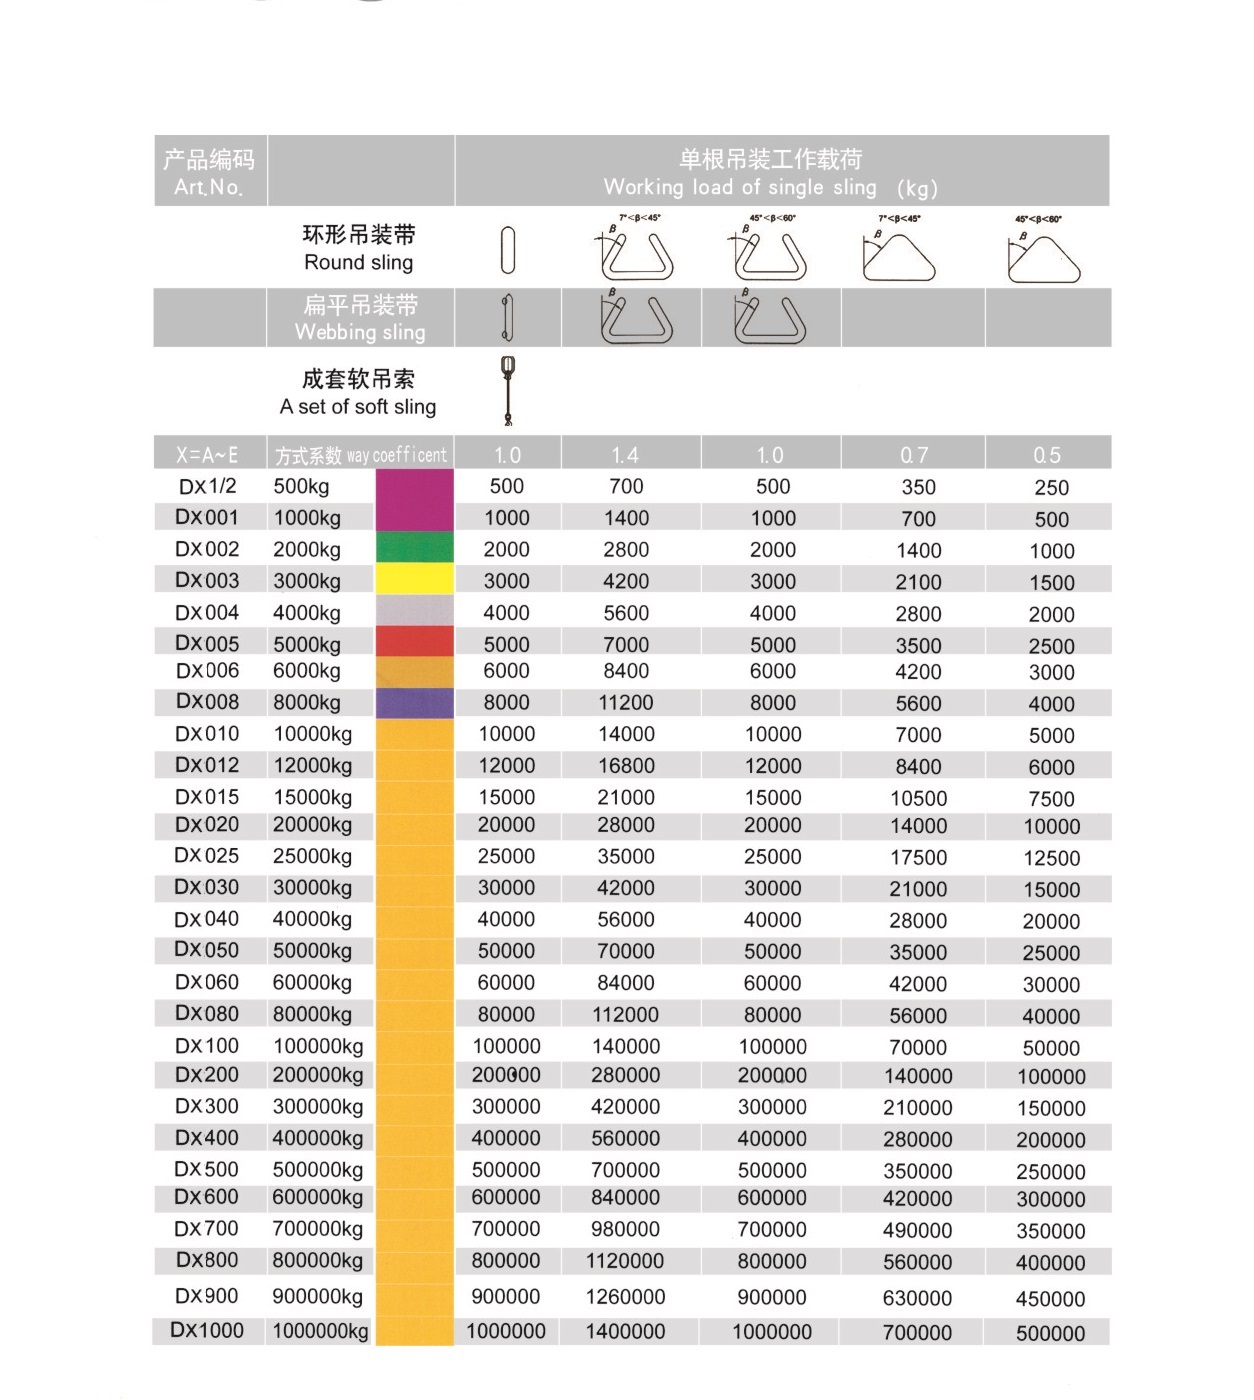 产品编码 单根吊装工作载荷
Art.No. Working load of single sling (kg)
7°<β<45° 45°<β<60° 7°<β<45° 45°<β<60°
β β β β
环形吊装带
Round sling
β β
扁平吊装带
Webbing sling
成套软吊索
A set of soft sling
X=A~E 方式系数 way coefficent 1.0 1.4 1.0 0.7 0.5
DX1/2 500kg 500 700 500 350 250
DX001 1000kg 1000 1400 1000 700 500
DX002 2000kg 2000 2800 2000 1400 1000
DX003 3000kg 3000 4200 3000 2100 1500
DX004 4000kg 4000 5600 4000 2800 2000
DX005 5000kg 5000 7000 5000 3500 2500
DX006 6000kg 6000 8400 6000 4200 3000
DX008 8000kg 8000 11200 8000 5600 4000
DX010 10000kg 10000 14000 10000 7000 5000
DX012 12000kg 12000 16800 12000 8400 6000
DX015 15000kg 15000 21000 15000 10500 7500
DX020 20000kg 20000 28000 20000 14000 10000
DX025 25000kg 25000 35000 25000 17500 12500
DX030 30000kg 30000 42000 30000 21000 15000
DX040 40000kg 40000 56000 40000 28000 20000
DX050 50000kg 50000 70000 50000 35000 25000
DX060 60000kg 60000 84000 60000 42000 30000
DX080 80000kg 80000 112000 80000 56000 40000
DX100 100000kg 100000 140000 100000 70000 50000
DX200 200000kg 200000 280000 200000 140000 100000
DX300 300000kg 300000 420000 300000 210000 150000
DX400 400000kg 400000 560000 400000 280000 200000
DX500 500000kg 500000 700000 500000 350000 250000
DX600 600000kg 600000 840000 600000 420000 300000
DX700 700000kg 700000 980000 700000 490000 350000
DX800 800000kg 800000 1120000 800000 560000 400000
DX900 900000kg 900000 1260000 900000 630000 450000
DX1000 1000000kg 1000000 1400000 1000000 700000 500000